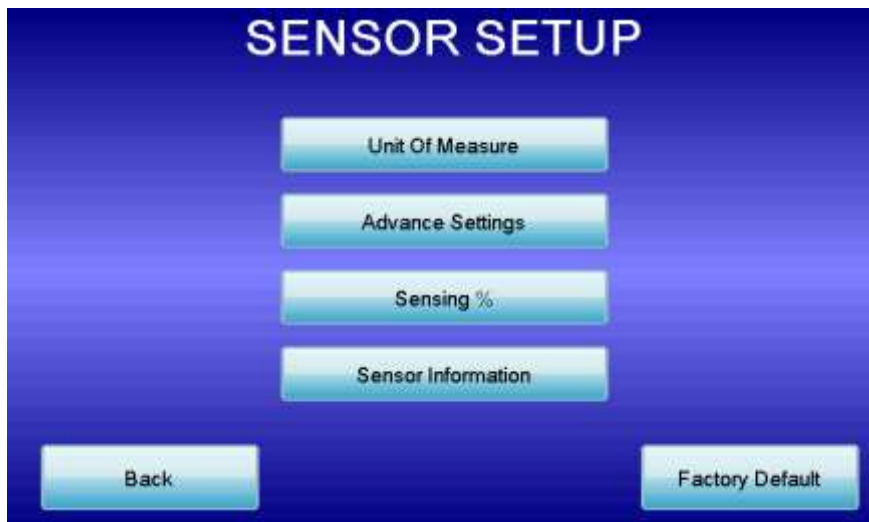 SENSOR SETUP
Unit Of Measure
Advance Settings
Sensing %
Sensor Information
Back
Factory Default